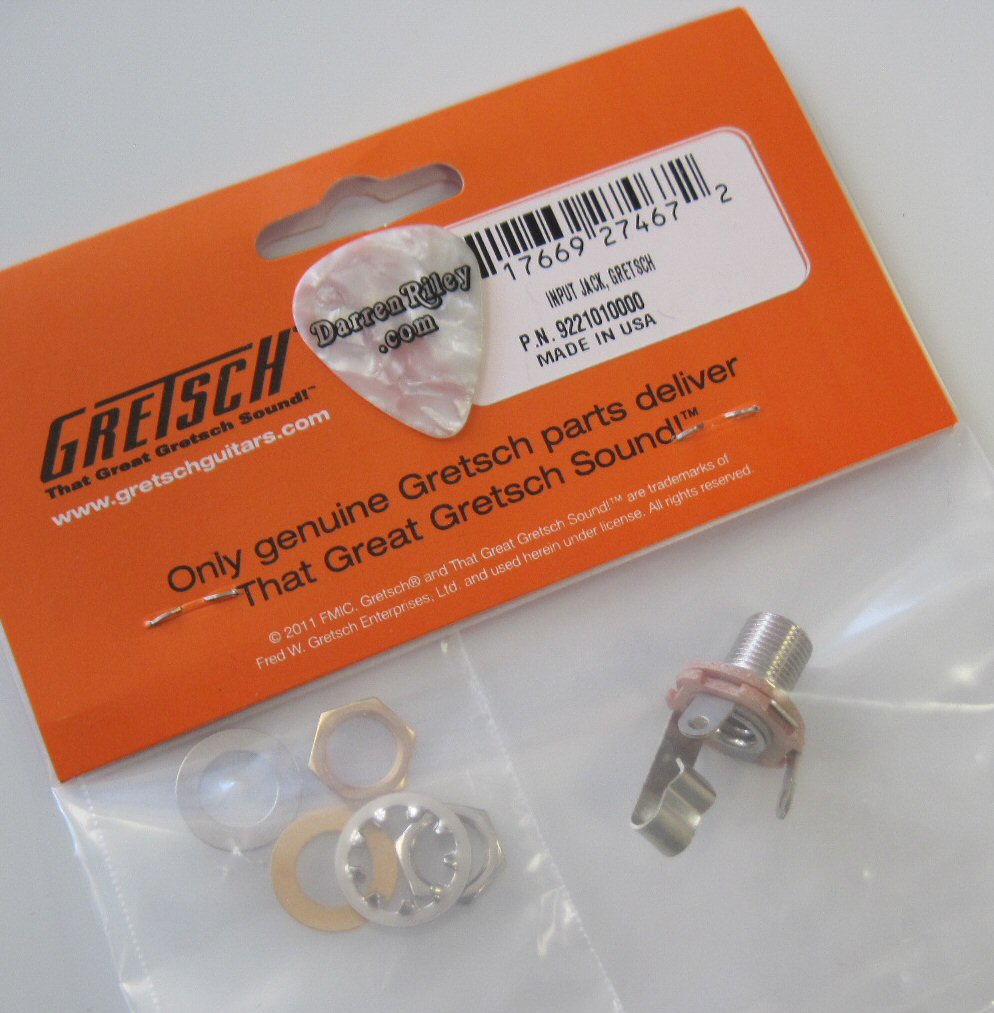 17669 27467 2
INPUT JACK, GRETSCH
P.N. 9221010000
MADE IN USA
DarrenRiley
.com
GRETSCH
That Great Gretsch Sound!™
www.gretschguitars.com
Only genuine Gretsch parts deliver
That Great Gretsch Sound!™
© 2011 FMIC. Gretsch® and That Great Gretsch Sound!™ are trademarks of
Fred W. Gretsch Enterprises, Ltd. and used herein under license. All rights reserved.